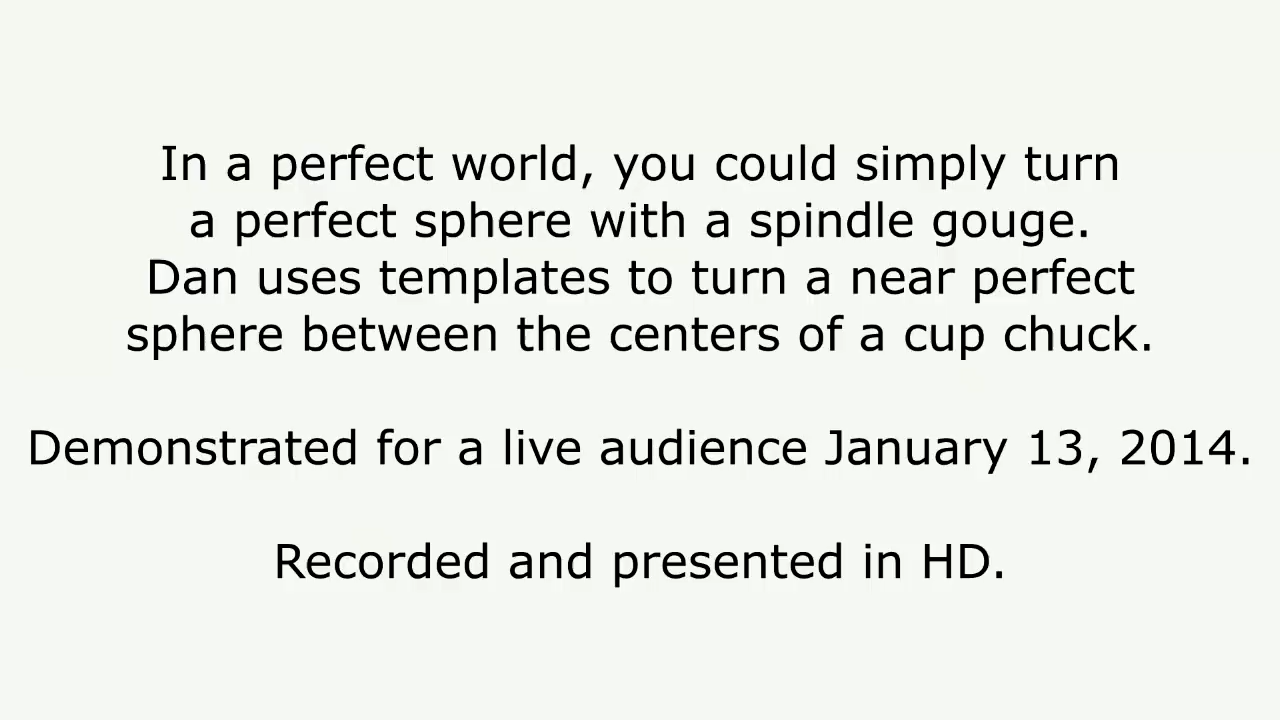 In a perfect world, you could simply turn
a perfect sphere with a spindle gouge.
Dan uses templates to turn a near perfect
sphere between the centers of a cup chuck.
Demonstrated for a live audience January 13, 2014.
Recorded and presented in HD.